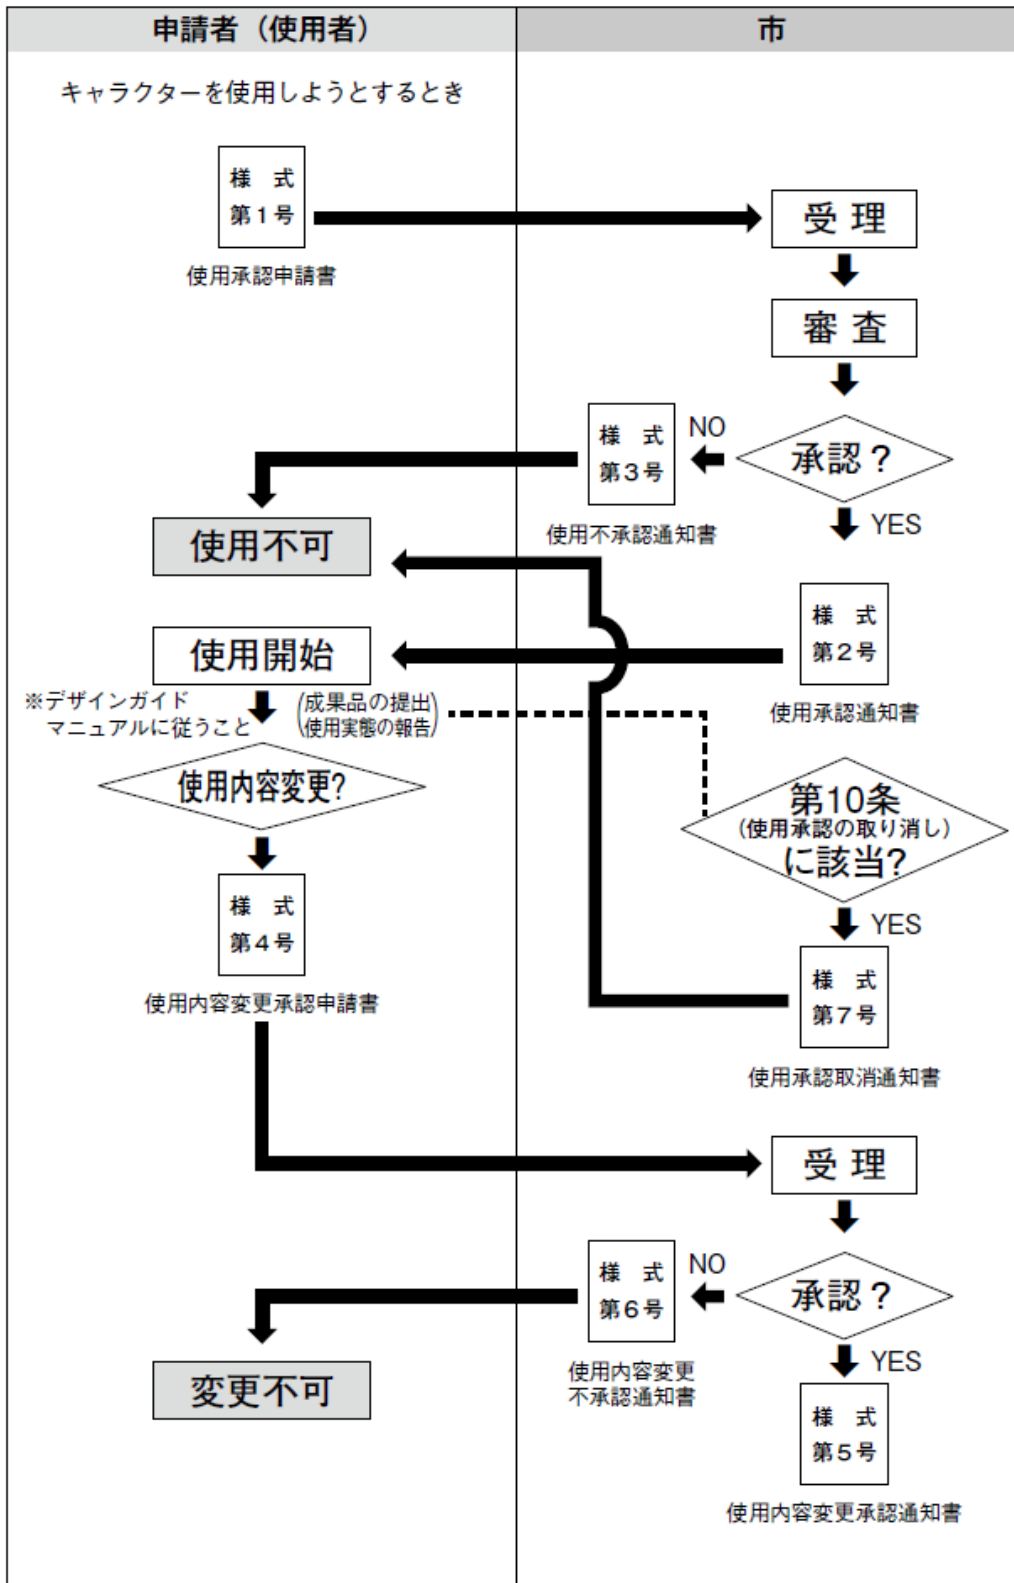 申請者（使用者）
市
キャラクターを使用しようとするとき
様　式
第１号
使用承認申請書
受 理
審 査
承認？
NO
様　式
第３号
使用不承認通知書
YES
使用不可
様　式
第２号
使用承認通知書
使用開始
※デザインガイド
マニュアルに従うこと
(成果品の提出)
(使用実態の報告)
使用内容変更?
第10条
（使用承認の取り消し）
に該当?
YES
様　式
第７号
使用承認取消通知書
様　式
第４号
使用内容変更承認申請書
受 理
承認？
NO
様　式
第６号
使用内容変更
不承認通知書
YES
変更不可
様　式
第５号
使用内容変更承認通知書